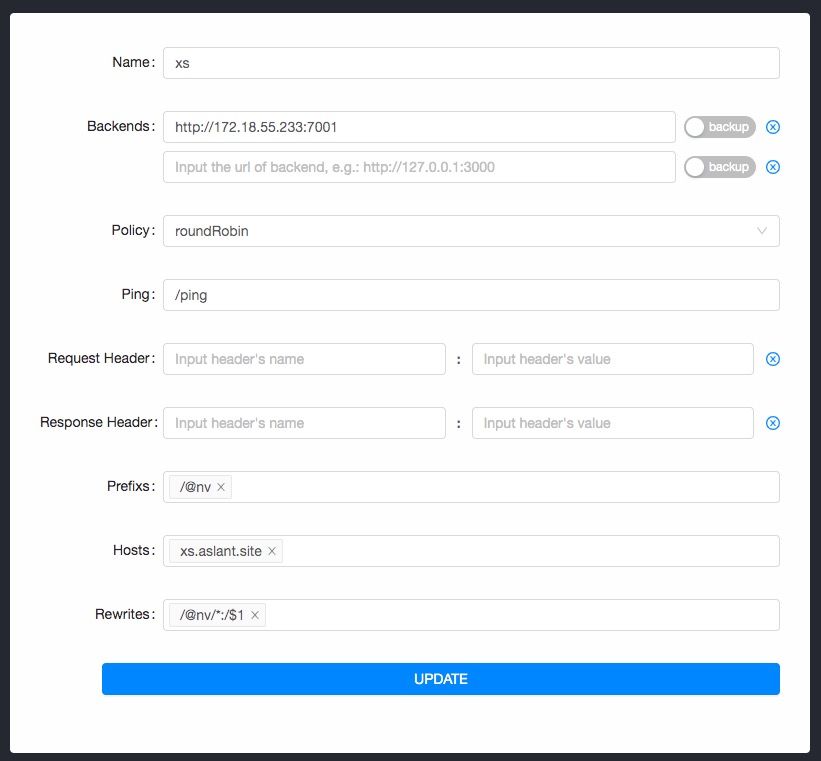 Name: xs
Backends: http://172.18.55.233:7001 backup
Input the url of backend, e.g.: http://127.0.0.1:3000 backup
Policy: roundRobin
Ping: /ping
Request Header: Input header's name : Input header's value
Response Header: Input header's name : Input header's value
Prefixs: /@nv
Hosts: xs.aslant.site
Rewrites: /@nv/*:/$1
UPDATE